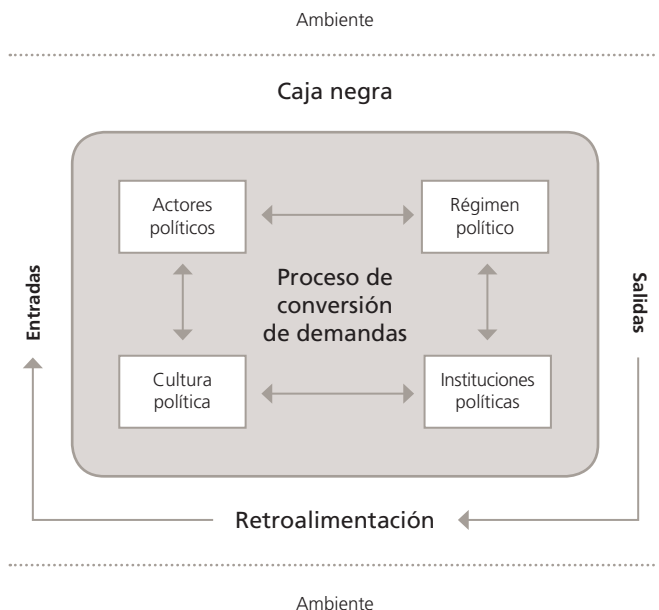 Ambiente
Caja negra
Actores
políticos
Régimen
político
Entradas
Proceso de
conversión
de demandas
Salidas
Cultura
política
Instituciones
políticas
Retroalimentación
Ambiente